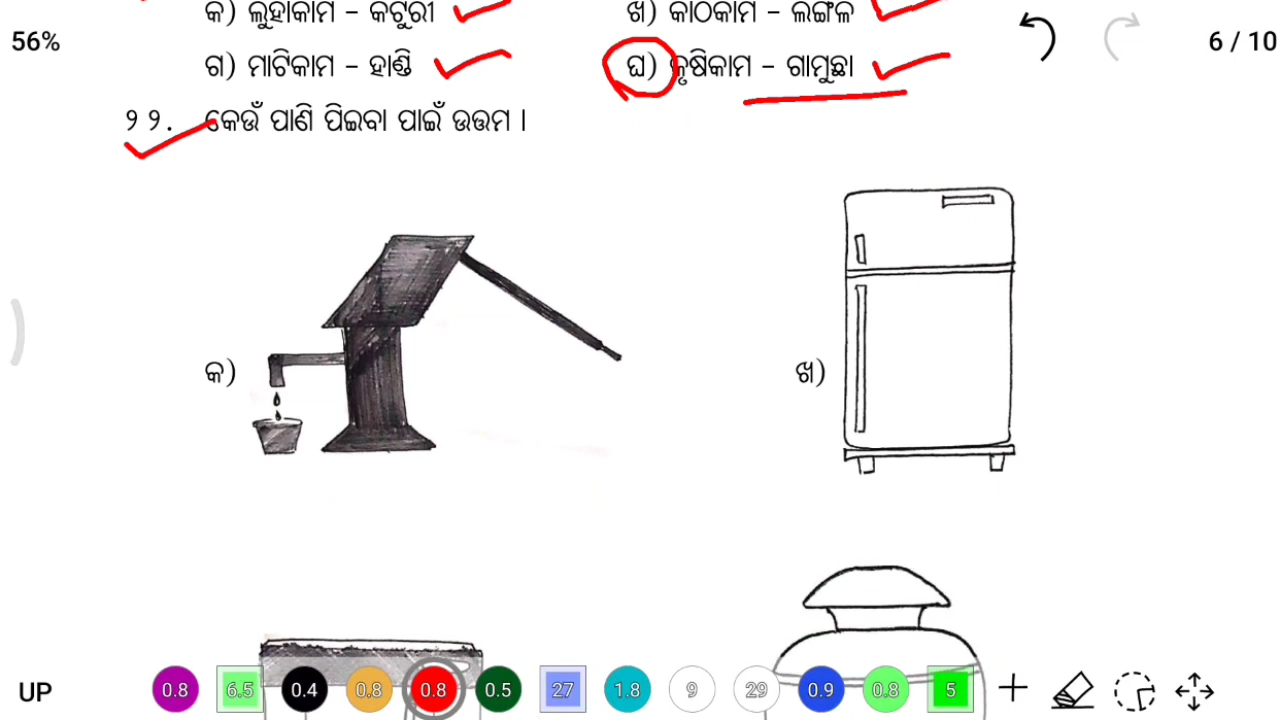 56%
6 / 10
କ) ଲୁହାକାମ – କଟୁରୀ
ଖ) କାଠକାମ – ଲଙ୍ଗଳ
ଗ) ମାଟିକାମ – ହାଣ୍ଡି
ଘ) କୃଷିକାମ – ଗାମୁଛା
୨୨. କେଉଁ ପାଣି ପିଇବା ପାଇଁ ଉତ୍ତମ ।
କ)
ଖ)
UP 0.8 6.5 0.4 0.8 0.8 0.5 27 1.8 9 29 0.9 0.8 5